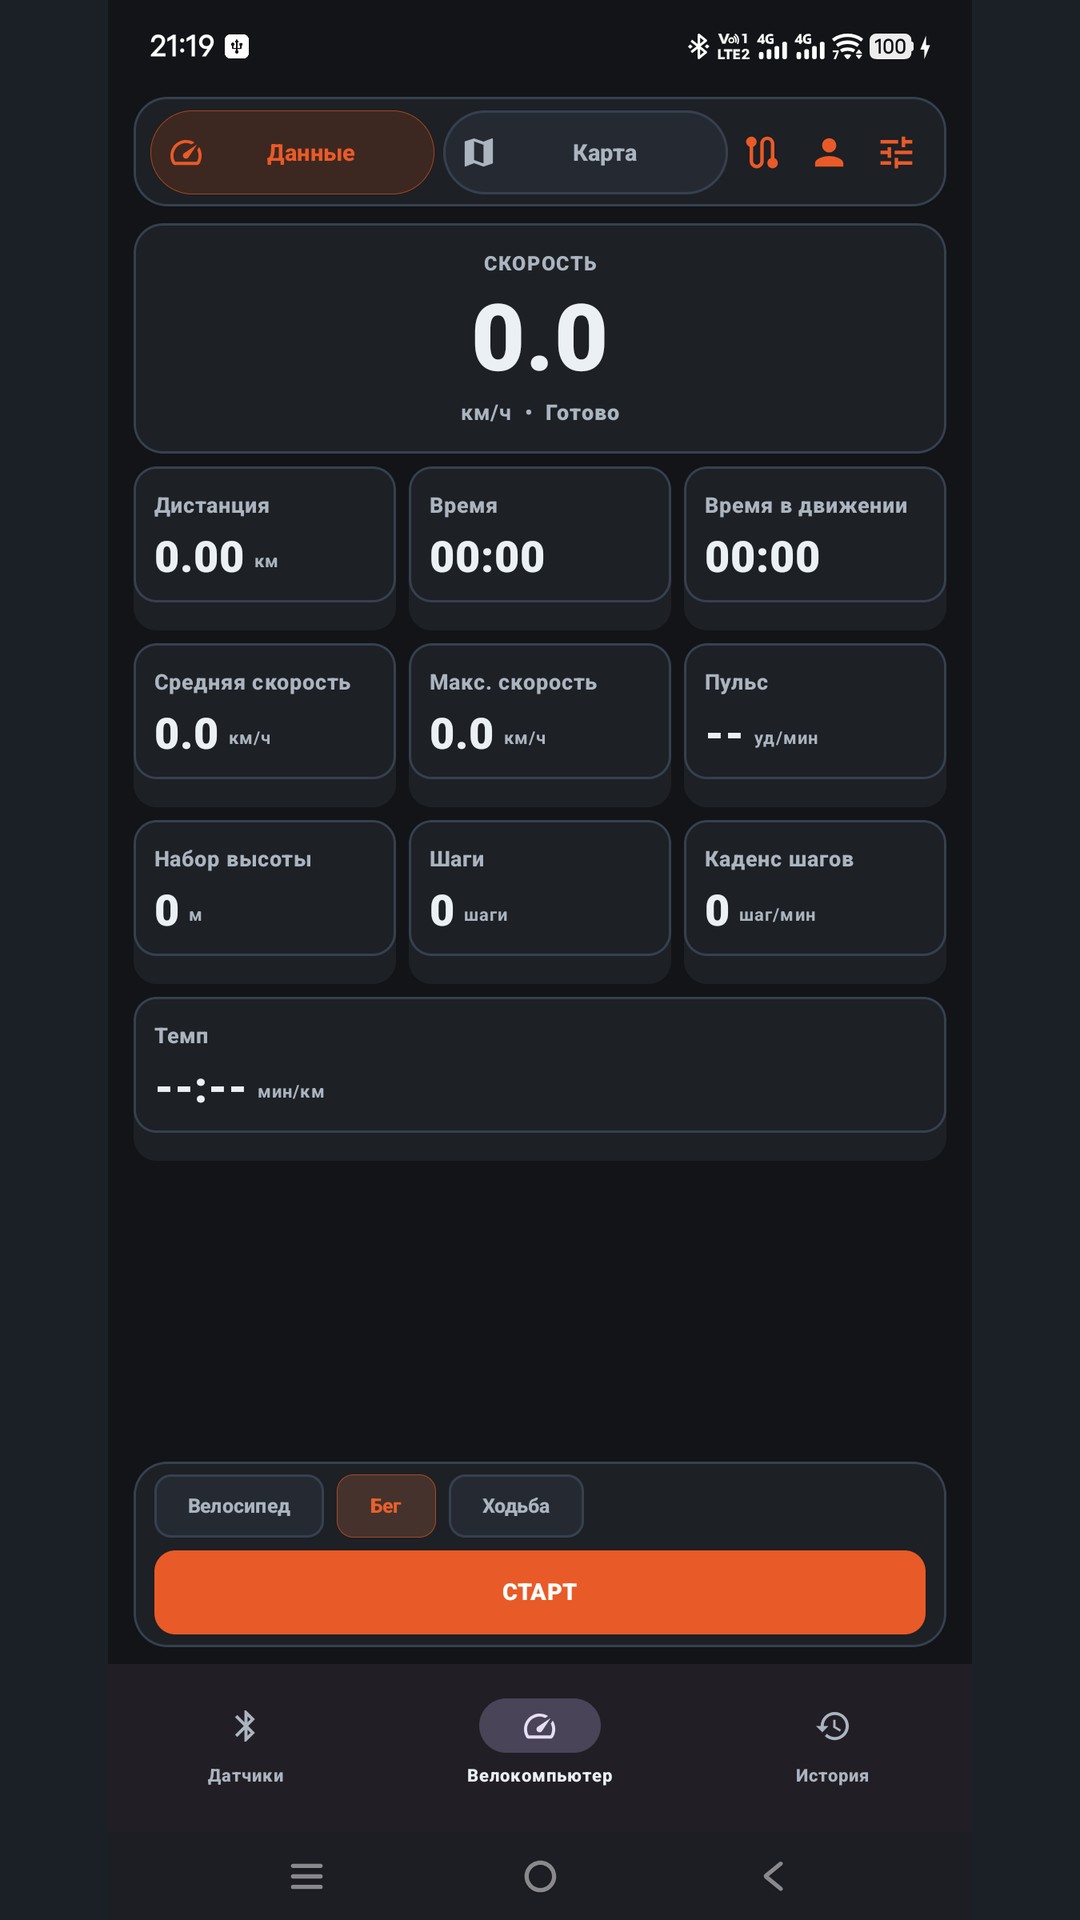 21:19
Vo))1 LTE2 4G 4G 7 100
Данные Карта
СКОРОСТЬ
0.0
км/ч • Готово
Дистанция Время Время в движении
0.00 км 00:00 00:00
Средняя скорость Макс. скорость Пульс
0.0 км/ч 0.0 км/ч -- уд/мин
Набор высоты Шаги Каденс шагов
0 м 0 шаги 0 шаг/мин
Темп
--:-- мин/км
Велосипед Бег Ходьба
СТАРТ
Датчики Велокомпьютер История